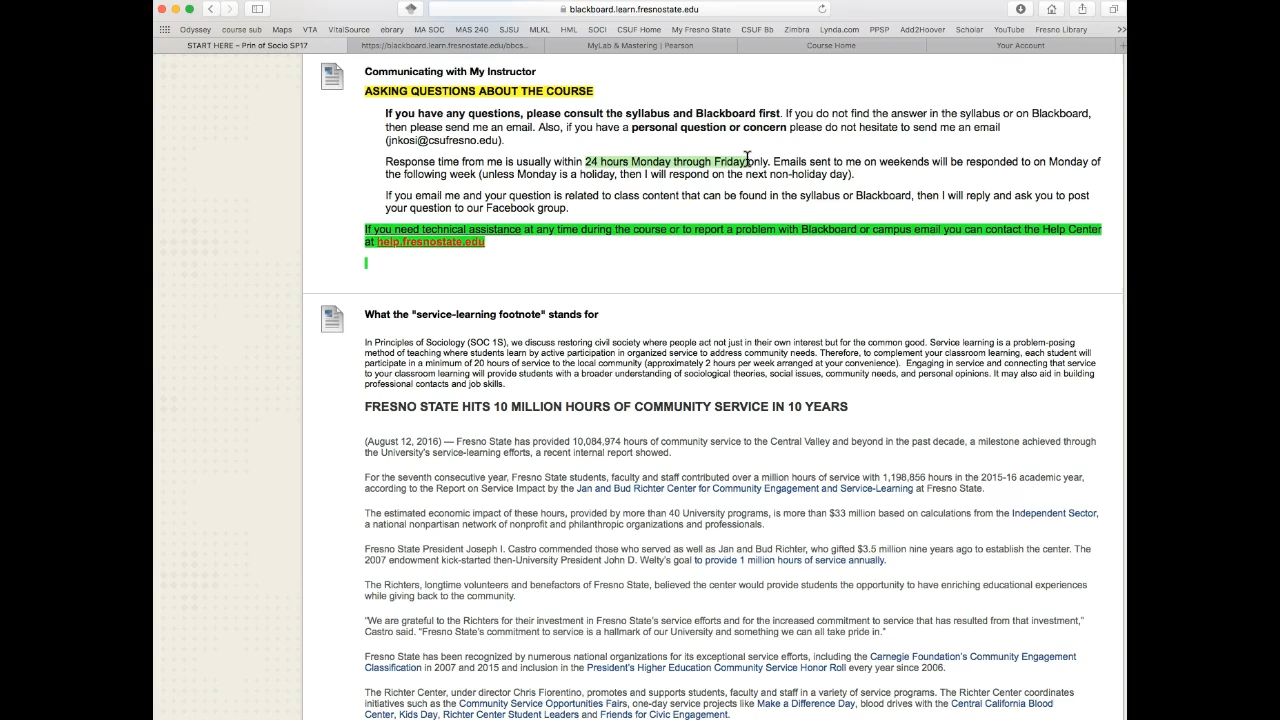 blackboard.learn.fresnostate.edu
Odyssey course sub Maps VTA VitalSource ebrary MA SOC MAS 240 SJSU MLKL HML SOCI CSUF Home My Fresno State CSUF Bb Zimbra Lynda.com PPSP Add2Hoover Scholar YouTube Fresno Library >>
START HERE – Prin of Socio SP17 https://blackboard.learn.fresnostate.edu/bbcs... MyLab & Mastering | Pearson Course Home Your Account
Communicating with My Instructor
ASKING QUESTIONS ABOUT THE COURSE
If you have any questions, please consult the syllabus and Blackboard first. If you do not find the answer in the syllabus or on Blackboard,
then please send me an email. Also, if you have a personal question or concern please do not hesitate to send me an email
(jnkosi@csufresno.edu).
Response time from me is usually within 24 hours Monday through Friday only. Emails sent to me on weekends will be responded to on Monday of
the following week (unless Monday is a holiday, then I will respond on the next non-holiday day).
If you email me and your question is related to class content that can be found in the syllabus or Blackboard, then I will reply and ask you to post
your question to our Facebook group.
If you need technical assistance at any time during the course or to report a problem with Blackboard or campus email you can contact the Help Center
at help.fresnostate.edu
What the "service-learning footnote" stands for
In Principles of Sociology (SOC 1S), we discuss restoring civil society where people act not just in their own interest but for the common good. Service learning is a problem-posing
method of teaching where students learn by active participation in organized service to address community needs. Therefore, to complement your classroom learning, each student will
participate in a minimum of 20 hours of service to the local community (approximately 2 hours per week arranged at your convenience). Engaging in service and connecting that service
to your classroom learning will provide students with a broader understanding of sociological theories, social issues, community needs, and personal opinions. It may also aid in building
professional contacts and job skills.
FRESNO STATE HITS 10 MILLION HOURS OF COMMUNITY SERVICE IN 10 YEARS
(August 12, 2016) — Fresno State has provided 10,084,974 hours of community service to the Central Valley and beyond in the past decade, a milestone achieved through
the University's service-learning efforts, a recent internal report showed.
For the seventh consecutive year, Fresno State students, faculty and staff contributed over a million hours of service with 1,198,856 hours in the 2015-16 academic year,
according to the Report on Service Impact by the Jan and Bud Richter Center for Community Engagement and Service-Learning at Fresno State.
The estimated economic impact of these hours, provided by more than 40 University programs, is more than $33 million based on calculations from the Independent Sector,
a national nonpartisan network of nonprofit and philanthropic organizations and professionals.
Fresno State President Joseph I. Castro commended those who served as well as Jan and Bud Richter, who gifted $3.5 million nine years ago to establish the center. The
2007 endowment kick-started then-University President John D. Welty's goal to provide 1 million hours of service annually.
The Richters, longtime volunteers and benefactors of Fresno State, believed the center would provide students the opportunity to have enriching educational experiences
while giving back to the community.
"We are grateful to the Richters for their investment in Fresno State's service efforts and for the increased commitment to service that has resulted from that investment,"
Castro said. "Fresno State's commitment to service is a hallmark of our University and something we can all take pride in."
Fresno State has been recognized by numerous national organizations for its exceptional service efforts, including the Carnegie Foundation's Community Engagement
Classification in 2007 and 2015 and inclusion in the President's Higher Education Community Service Honor Roll every year since 2006.
The Richter Center, under director Chris Fiorentino, promotes and supports students, faculty and staff in a variety of service programs. The Richter Center coordinates
initiatives such as the Community Service Opportunities Fairs, one-day service projects like Make a Difference Day, blood drives with the Central California Blood
Center, Kids Day, Richter Center Student Leaders and Friends for Civic Engagement.